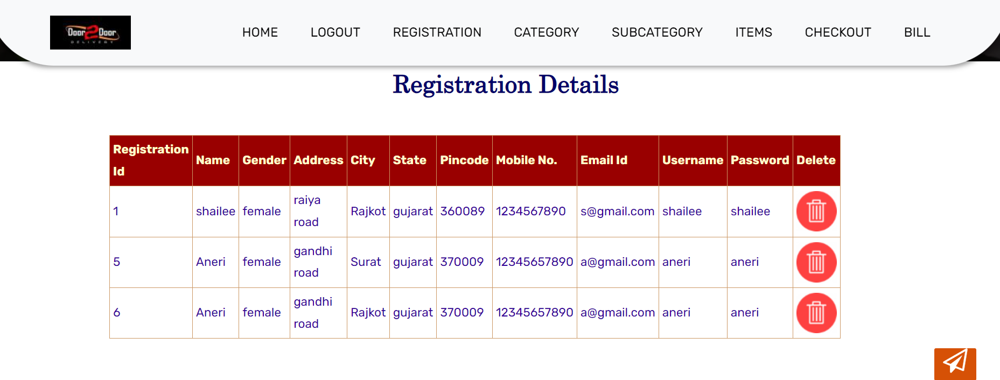 Door 2 Door
DELIVERY
HOME LOGOUT REGISTRATION CATEGORY SUBCATEGORY ITEMS CHECKOUT BILL
Registration Details
Registration Id Name Gender Address City State Pincode Mobile No. Email Id Username Password Delete
1 shailee female raiya road Rajkot gujarat 360089 1234567890 s@gmail.com shailee shailee
5 Aneri female gandhi road Surat gujarat 370009 12345657890 a@gmail.com aneri aneri
6 Aneri female gandhi road Rajkot gujarat 370009 12345657890 a@gmail.com aneri aneri